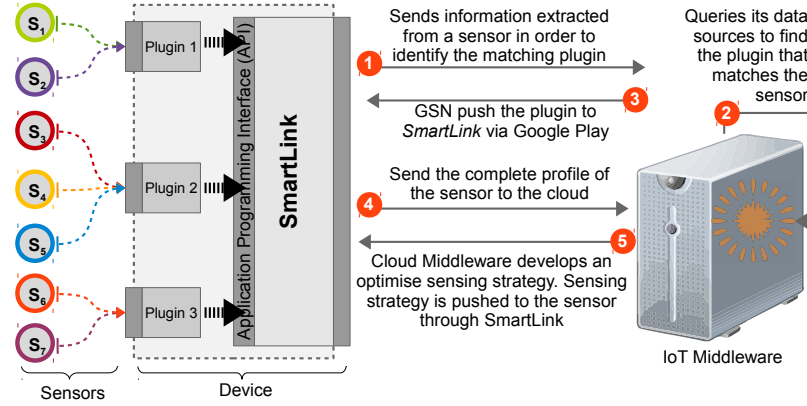 S1
S2
S3
S4
S5
S6
S7
Sensors
Plugin 1
Plugin 2
Plugin 3
Application Programming Interface (API)
SmartLink
Device
Sends information extracted
from a sensor in order to
identify the matching plugin
1
3
GSN push the plugin to
SmartLink via Google Play
4
Send the complete profile of
the sensor to the cloud
5
Cloud Middleware develops an
optimise sensing strategy. Sensing
strategy is pushed to the sensor
through SmartLink
Queries its data
sources to find
the plugin that
matches the
sensor
2
IoT Middleware